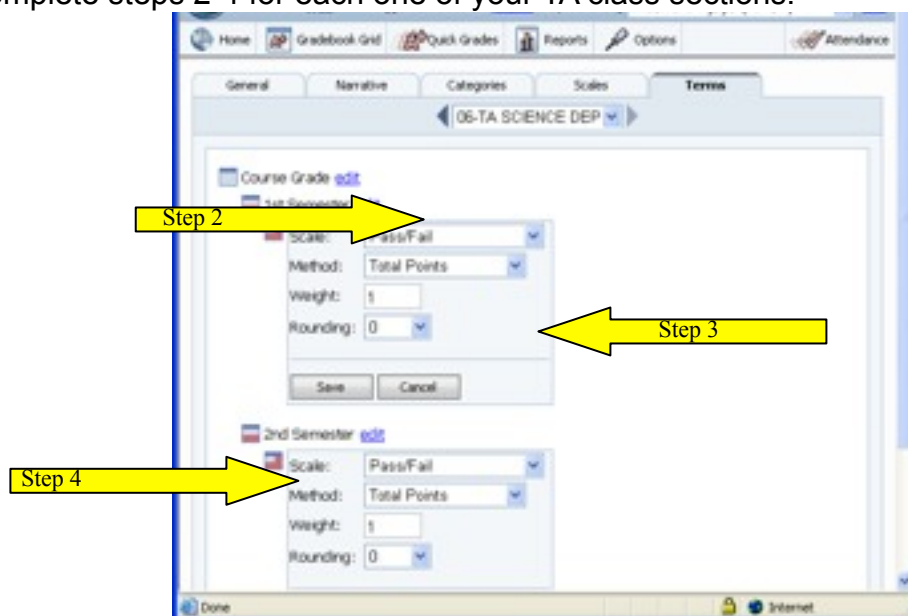 omplete steps 2-4 for each one of your TA class sections.
Home Gradebook Grid Quick Grades Reports Options Attendance
General Narrative Categories Scales Terms
06-TA SCIENCE DEP
Course Grade edit
1st Semester
Step 2
Scale: Pass/Fail
Method: Total Points
Weight: 1
Rounding: 0
Step 3
Save Cancel
2nd Semester edit
Step 4
Scale: Pass/Fail
Method: Total Points
Weight: 1
Rounding: 0
Done Internet